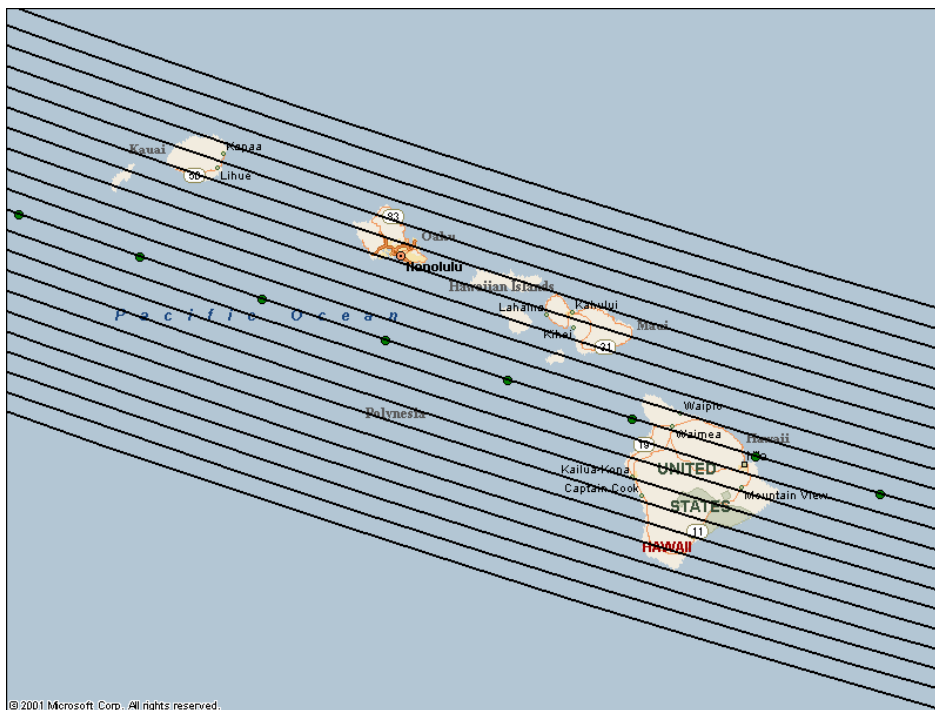 Kauai
Kapaa
50
Lihue
83
Oahu
Honolulu
Hawaiian Islands
Lahaina
Kahului
Pacific Ocean
Kihei
Maui
31
Polynesia
Waipio
Waimea
Hawaii
19
Hilo
Kailua-Kona
UNITED
Captain Cook
Mountain View
STATES
11
HAWAII
© 2001 Microsoft Corp. All rights reserved.